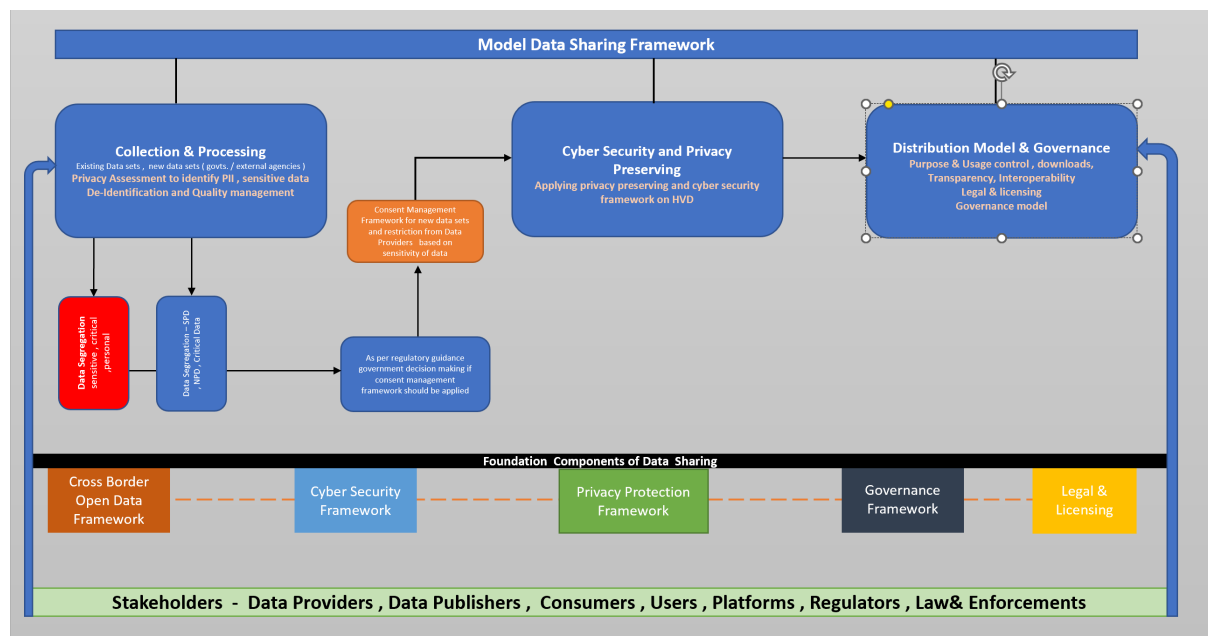 Model Data Sharing Framework
Collection & Processing
Existing Data sets , new data sets ( govts. / external agencies )
Privacy Assessment to identify PII , sensitive data
De-Identification and Quality management
Cyber Security and Privacy
Preserving
Applying privacy preserving and cyber security
framework on HVD
Distribution Model & Governance
Purpose & Usage control , downloads,
Transparency, Interoperability
Legal & licensing
Governance model
Consent Management
Framework for new data sets
and restriction from Data
Providers based on
sensitivity of data
Data Segregation
sensitive , critical
,personal
Data Segregation – SPD
, NPD , Critical Data
As per regulatory guidance
government decision making if
consent management
framework should be applied
Foundation Components of Data Sharing
Cross Border
Open Data
Framework
Cyber Security
Framework
Privacy Protection
Framework
Governance
Framework
Legal &
Licensing
Stakeholders - Data Providers , Data Publishers , Consumers , Users , Platforms , Regulators , Law& Enforcements